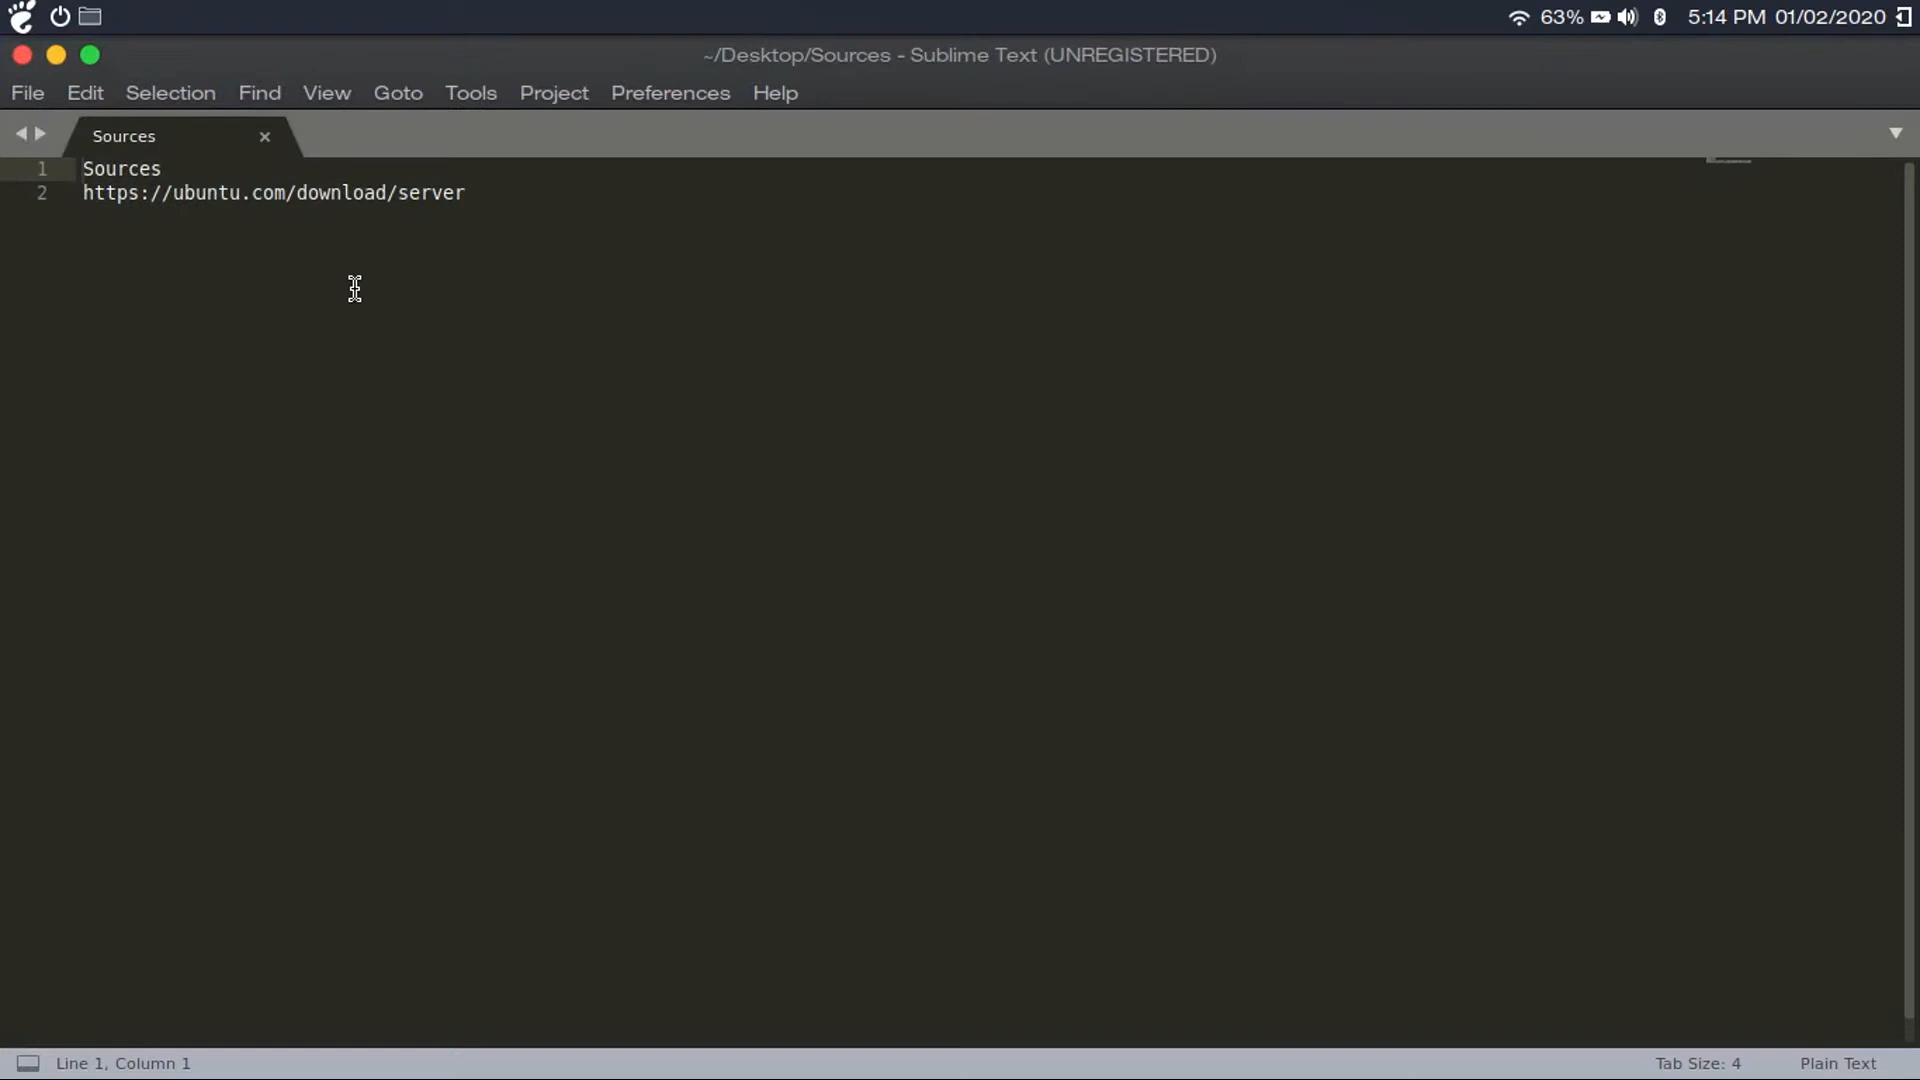 63% 5:14 PM 01/02/2020
~/Desktop/Sources - Sublime Text (UNREGISTERED)
File Edit Selection Find View Goto Tools Project Preferences Help
Sources ×
1 Sources
2 https://ubuntu.com/download/server
Line 1, Column 1 Tab Size: 4 Plain Text